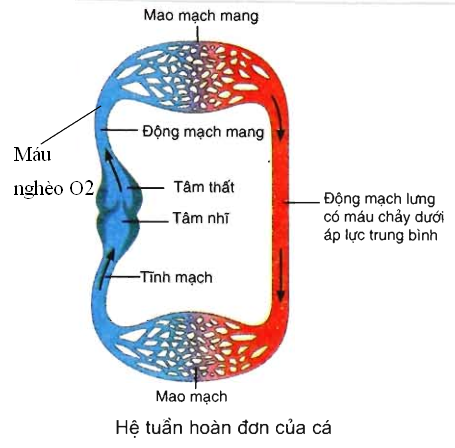 Mao mạch mang
Động mạch mang
Máu
nghèo O2
Tâm thất
Tâm nhĩ
Động mạch lưng
có máu chảy dưới
áp lực trung bình
Tĩnh mạch
Mao mạch
Hệ tuần hoàn đơn của cá